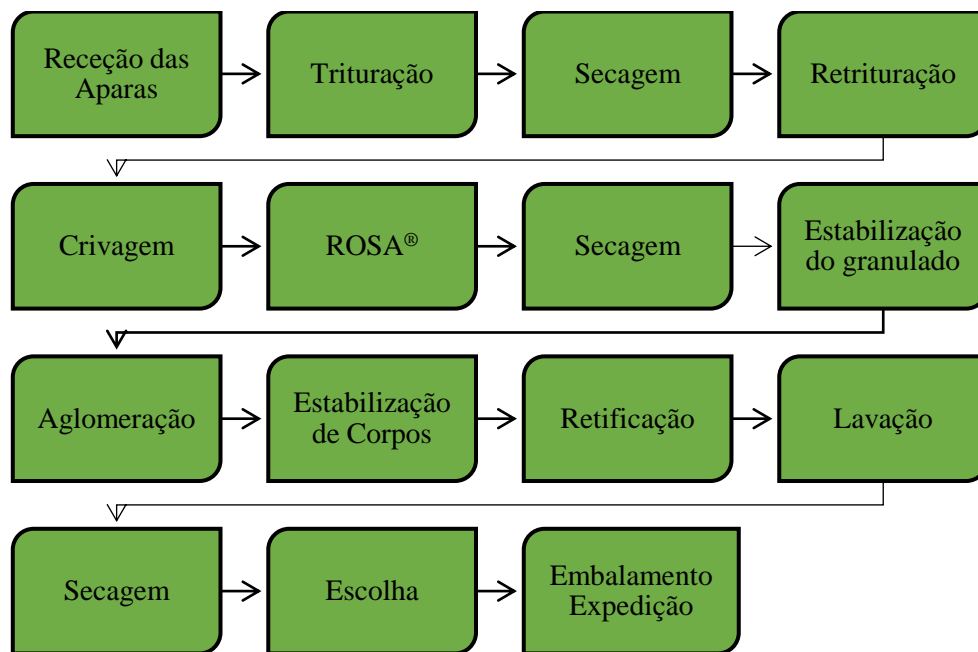 Receção das
Aparas
Trituração
Secagem
Retrituração
Crivagem
ROSA®
Secagem
Estabilização
do granulado
Aglomeração
Estabilização
de Corpos
Retificação
Lavação
Secagem
Escolha
Embalamento
Expedição